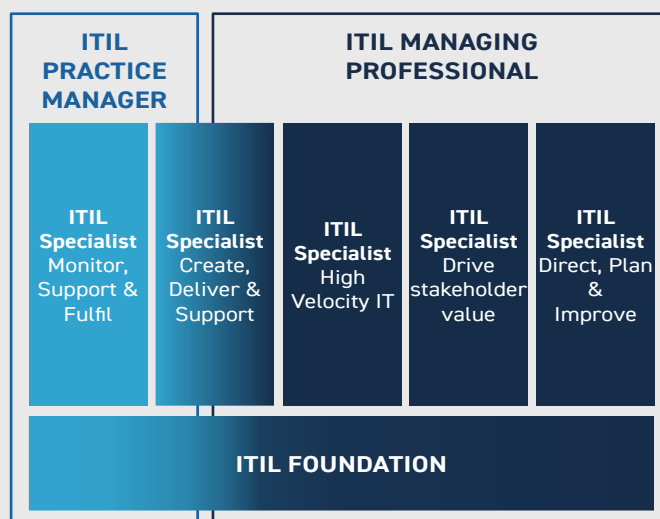 ITIL
PRACTICE
MANAGER
ITIL MANAGING
PROFESSIONAL
ITIL
Specialist
Monitor,
Support &
Fulfil
ITIL
Specialist
Create,
Deliver &
Support
ITIL
Specialist
High
Velocity IT
ITIL
Specialist
Drive
stakeholder
value
ITIL
Specialist
Direct, Plan
&
Improve
ITIL FOUNDATION